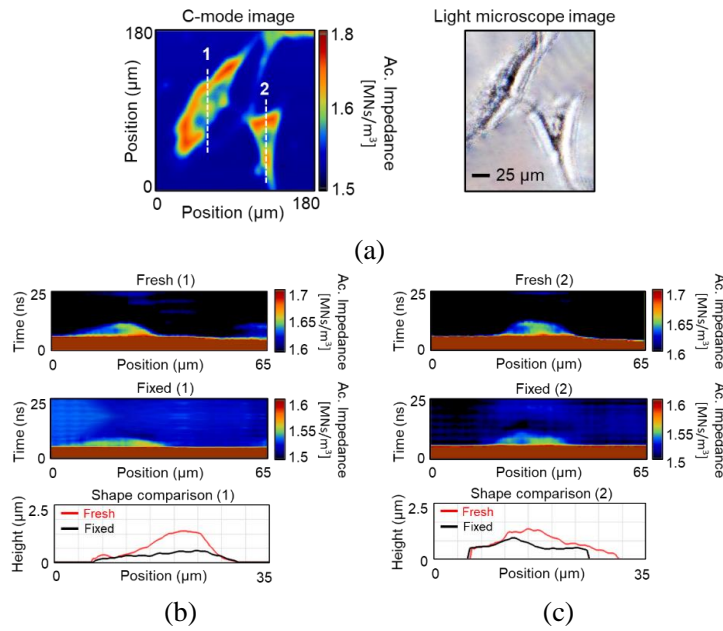 C-mode image
Light microscope image
180
Position (µm)
0
1
2
0
Position (µm)
180
1.8
1.6
1.5
Ac. Impedance
[MNs/m³]
25 µm
(a)
Fresh (1)
25
Time (ns)
0
0
Position (µm)
65
1.7
1.65
1.6
Ac. Impedance
[MNs/m³]
Fresh (2)
25
Time (ns)
0
0
Position (µm)
65
1.7
1.65
1.6
Ac. Impedance
[MNs/m³]
Fixed (1)
25
Time (ns)
0
0
Position (µm)
65
1.6
1.55
1.5
Ac. Impedance
[MNs/m³]
Fixed (2)
25
Time (ns)
0
0
Position (µm)
65
1.6
1.55
1.5
Ac. Impedance
[MNs/m³]
Shape comparison (1)
2.5
Height (µm)
0
Fresh
Fixed
0
Position (µm)
35
Shape comparison (2)
2.5
Height (µm)
0
Fresh
Fixed
0
Position (µm)
35
(b)
(c)